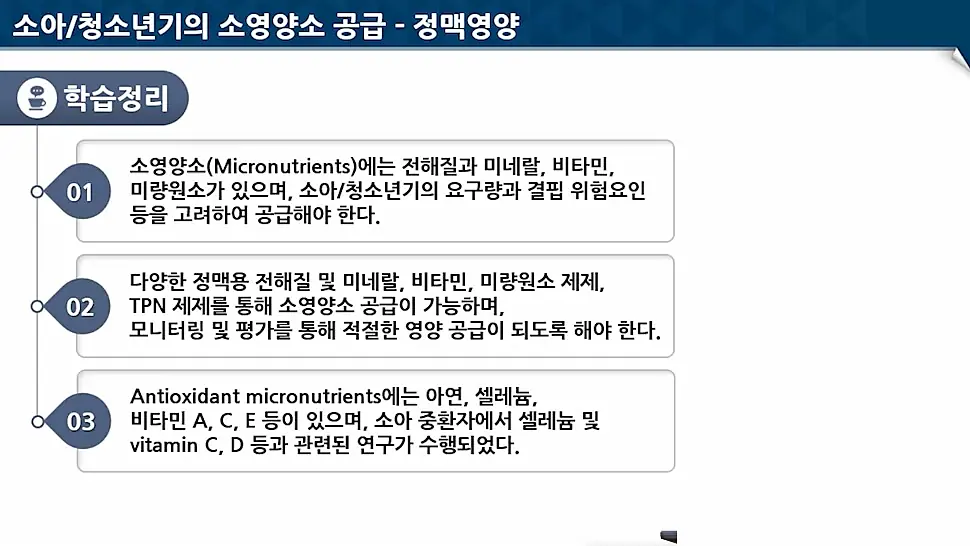 소아/청소년기의 소영양소 공급 - 정맥영양
학습정리
01
소영양소(Micronutrients)에는 전해질과 미네랄, 비타민,
미량원소가 있으며, 소아/청소년기의 요구량과 결핍 위험요인
등을 고려하여 공급해야 한다.
02
다양한 정맥용 전해질 및 미네랄, 비타민, 미량원소 제제,
TPN 제제를 통해 소영양소 공급이 가능하며,
모니터링 및 평가를 통해 적절한 영양 공급이 되도록 해야 한다.
03
Antioxidant micronutrients에는 아연, 셀레늄,
비타민 A, C, E 등이 있으며, 소아 중환자에서 셀레늄 및
vitamin C, D 등과 관련된 연구가 수행되었다.